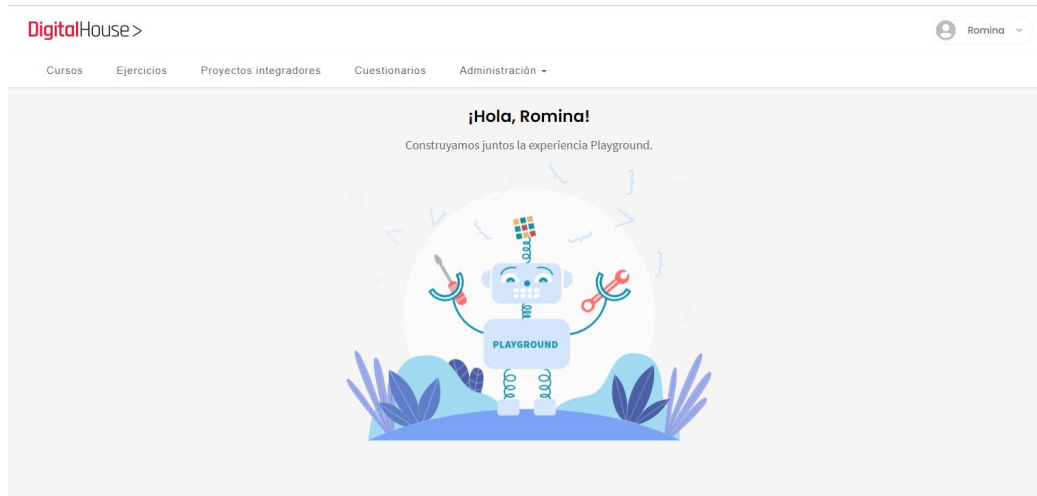 DigitalHouse>
Romina
Cursos Ejercicios Proyectos integradores Cuestionarios Administración
¡Hola, Romina!
Construyamos juntos la experiencia Playground.
PLAYGROUND